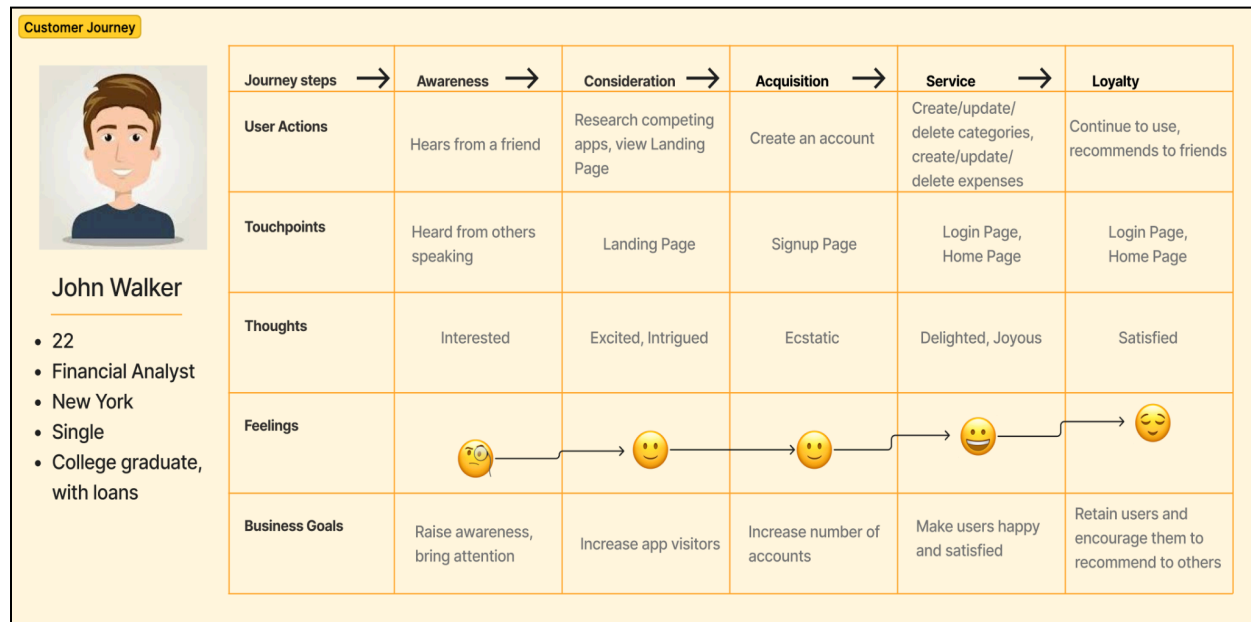 Customer Journey
John Walker
• 22
• Financial Analyst
• New York
• Single
• College graduate,
with loans
Journey steps → Awareness → Consideration → Acquisition → Service → Loyalty
User Actions
Hears from a friend
Research competing
apps, view Landing
Page
Create an account
Create/update/
delete categories,
create/update/
delete expenses
Continue to use,
recommends to friends
Touchpoints
Heard from others
speaking
Landing Page
Signup Page
Login Page,
Home Page
Login Page,
Home Page
Thoughts
Interested
Excited, Intrigued
Ecstatic
Delighted, Joyous
Satisfied
Feelings
Business Goals
Raise awareness,
bring attention
Increase app visitors
Increase number of
accounts
Make users happy
and satisfied
Retain users and
encourage them to
recommend to others